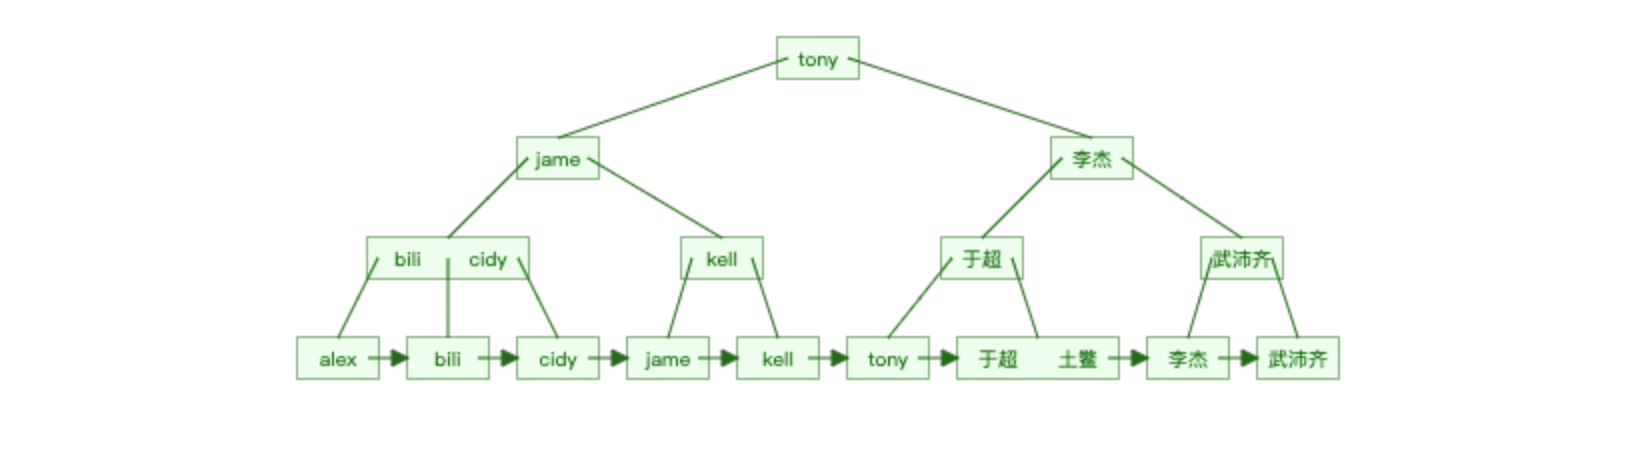 tony
jame 李杰
bili cidy kell 于超 武沛齐
alex bili cidy jame kell tony 于超 土鳖 李杰 武沛齐